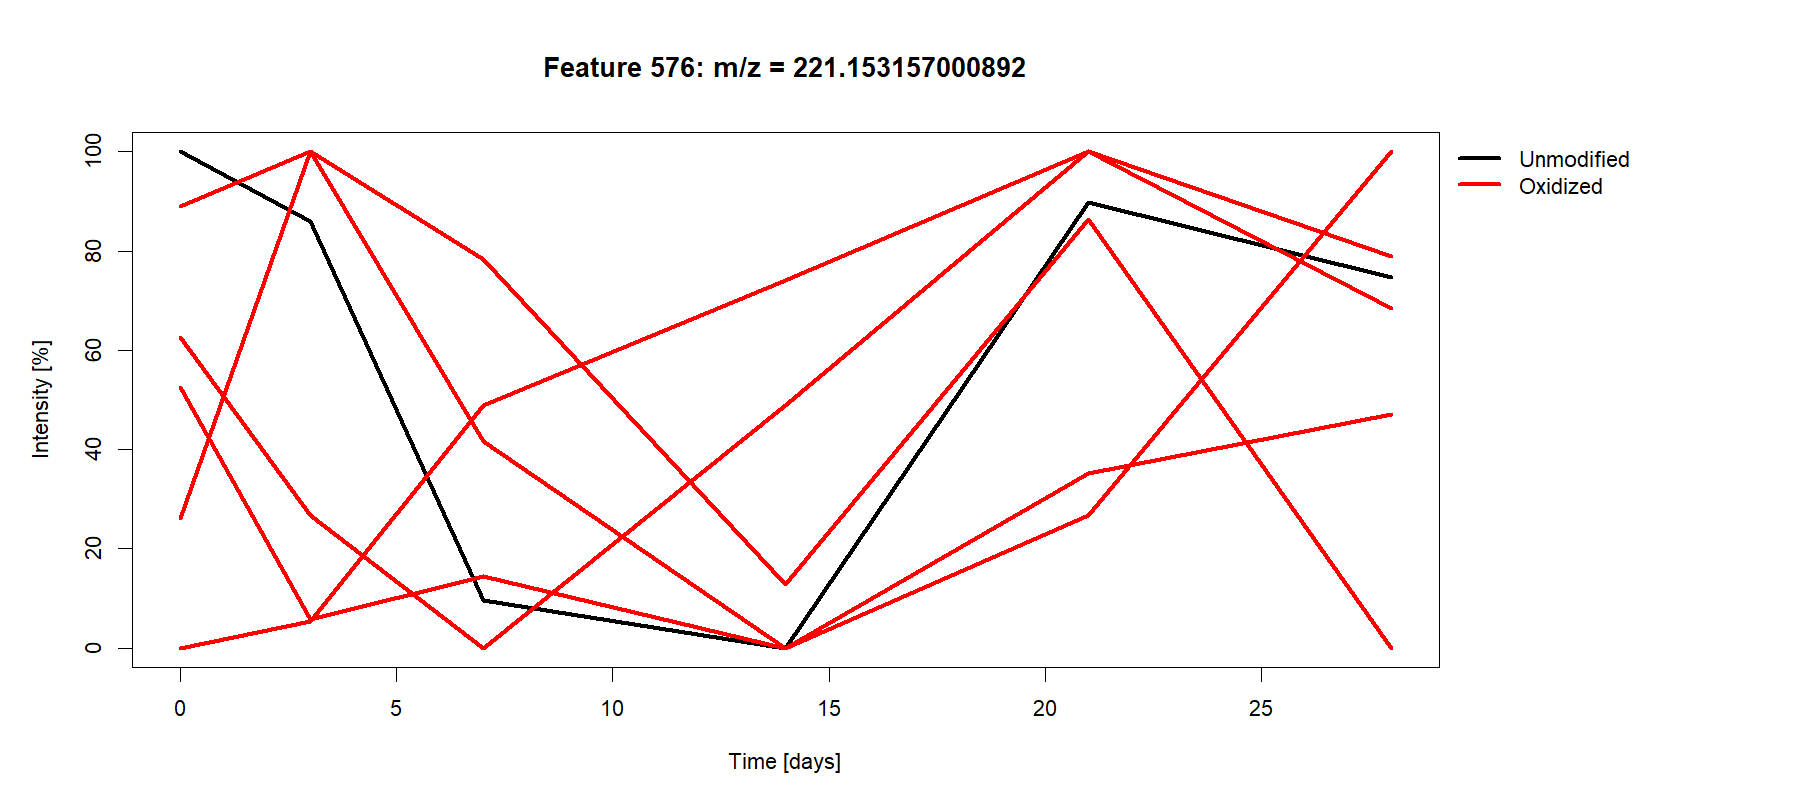 Feature 576: m/z = 221.153157000892
Unmodified
Oxidized
Intensity [%]
100
80
60
40
20
0
0 5 10 15 20 25
Time [days]